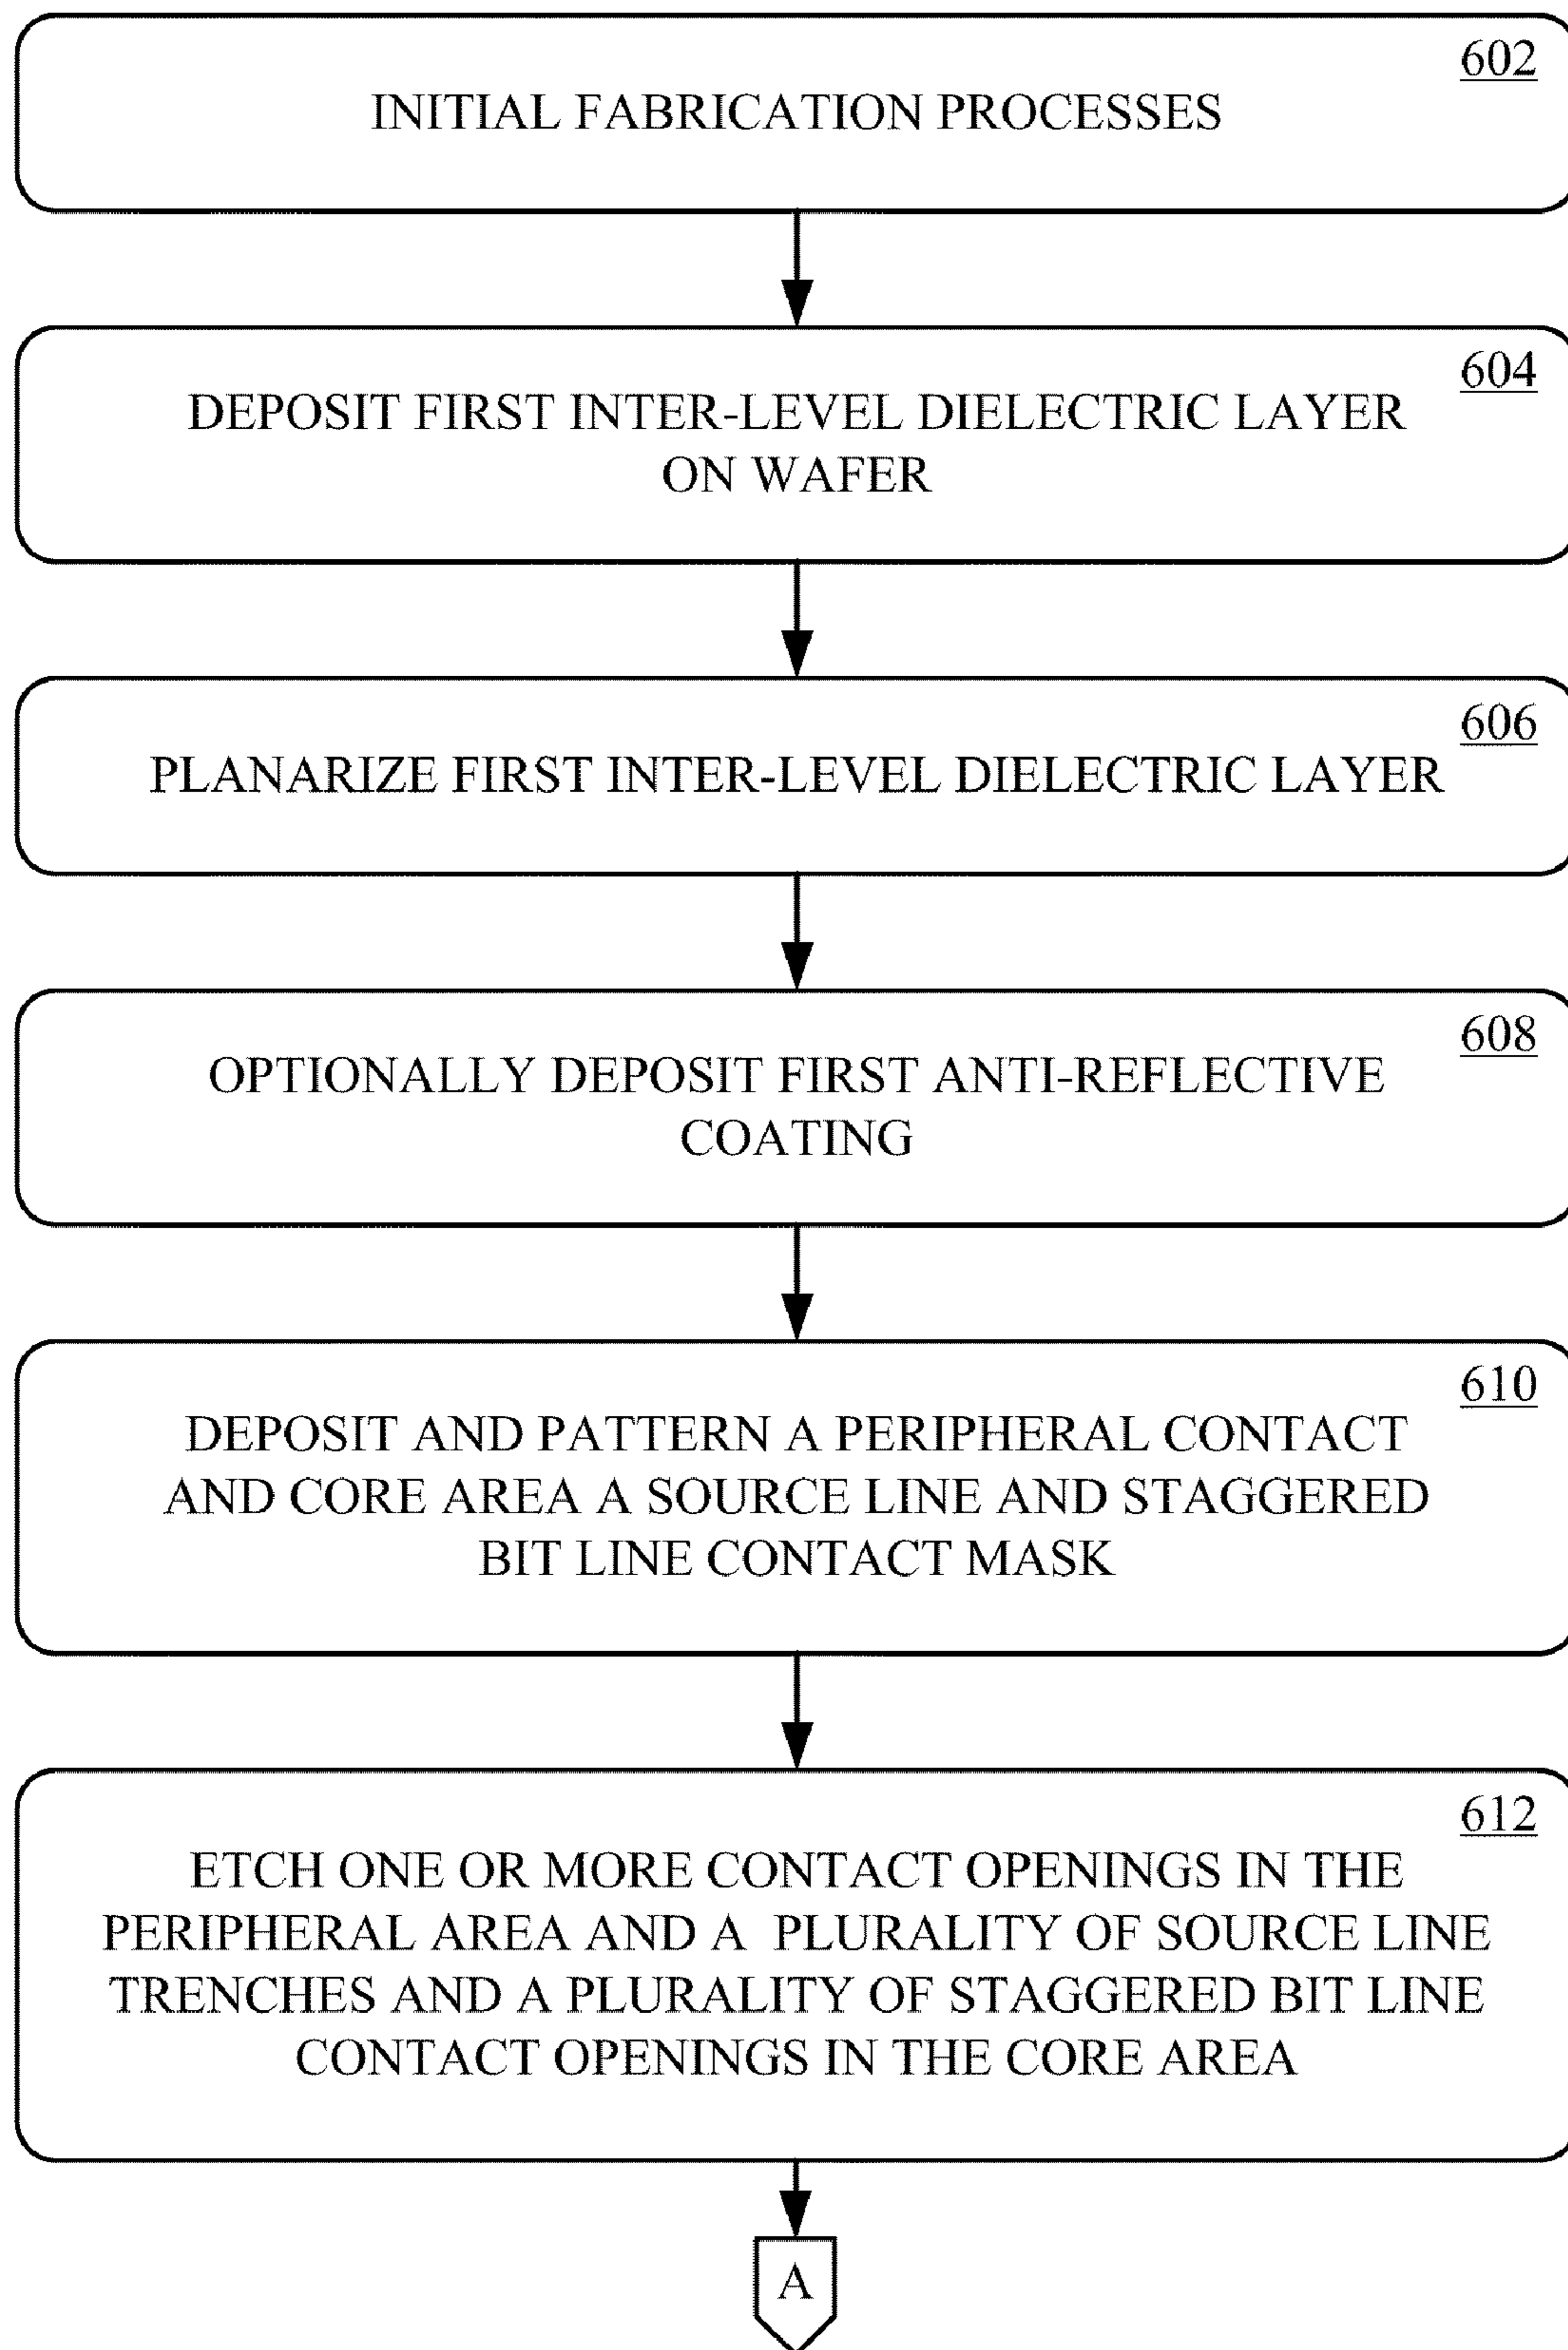 602
INITIAL FABRICATION PROCESSES
604
DEPOSIT FIRST INTER-LEVEL DIELECTRIC LAYER
ON WAFER
606
PLANARIZE FIRST INTER-LEVEL DIELECTRIC LAYER
608
OPTIONALLY DEPOSIT FIRST ANTI-REFLECTIVE
COATING
610
DEPOSIT AND PATTERN A PERIPHERAL CONTACT
AND CORE AREA A SOURCE LINE AND STAGGERED
BIT LINE CONTACT MASK
612
ETCH ONE OR MORE CONTACT OPENINGS IN THE
PERIPHERAL AREA AND A PLURALITY OF SOURCE LINE
TRENCHES AND A PLURALITY OF STAGGERED BIT LINE
CONTACT OPENINGS IN THE CORE AREA
A